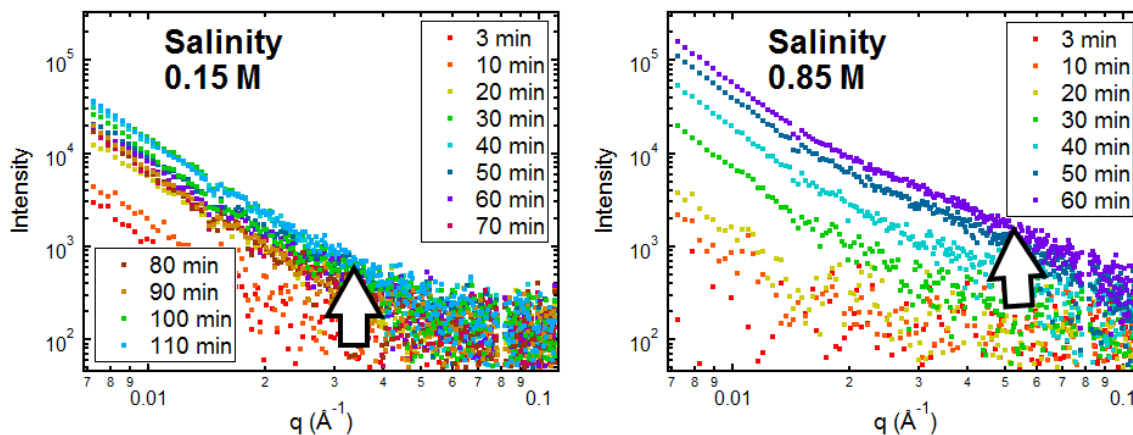 Salinity
0.15 M
3 min
10 min
20 min
30 min
40 min
50 min
60 min
70 min
80 min
90 min
100 min
110 min
Intensity
10^5
10^4
10^3
10^2
7 8 9 2 3 4 5 6 7 8 9
0.01 0.1
q (Å⁻¹)
Salinity
0.85 M
3 min
10 min
20 min
30 min
40 min
50 min
60 min
Intensity
10^5
10^4
10^3
10^2
7 8 9 2 3 4 5 6 7 8 9
0.01 0.1
q (Å⁻¹)